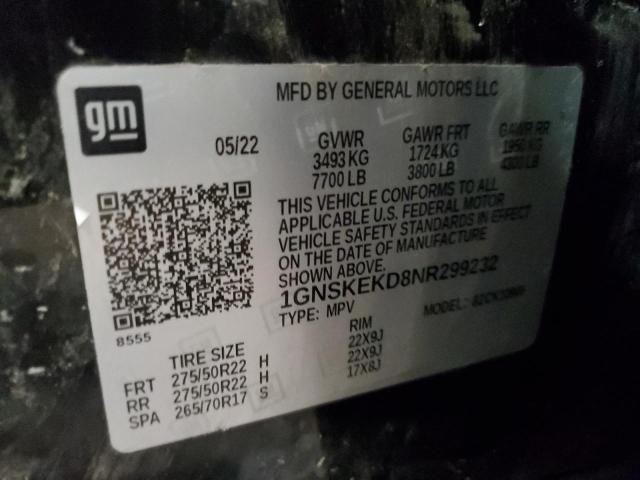 gm
MFD BY GENERAL MOTORS LLC
05/22 GVWR GAWR FRT GAWR RR
3493 KG 1724 KG 1950 KG
7700 LB 3800 LB 4300 LB
THIS VEHICLE CONFORMS TO ALL
APPLICABLE U.S. FEDERAL MOTOR
VEHICLE SAFETY STANDARDS IN EFFECT
ON THE DATE OF MANUFACTURE
SHOWN ABOVE.
1GNSKEKD8NR299232
TYPE: MPV MODEL:
8555
TIRE SIZE RIM
FRT 275/50R22 H 22X9J
RR 275/50R22 H 22X9J
SPA 265/70R17 S 17X8J